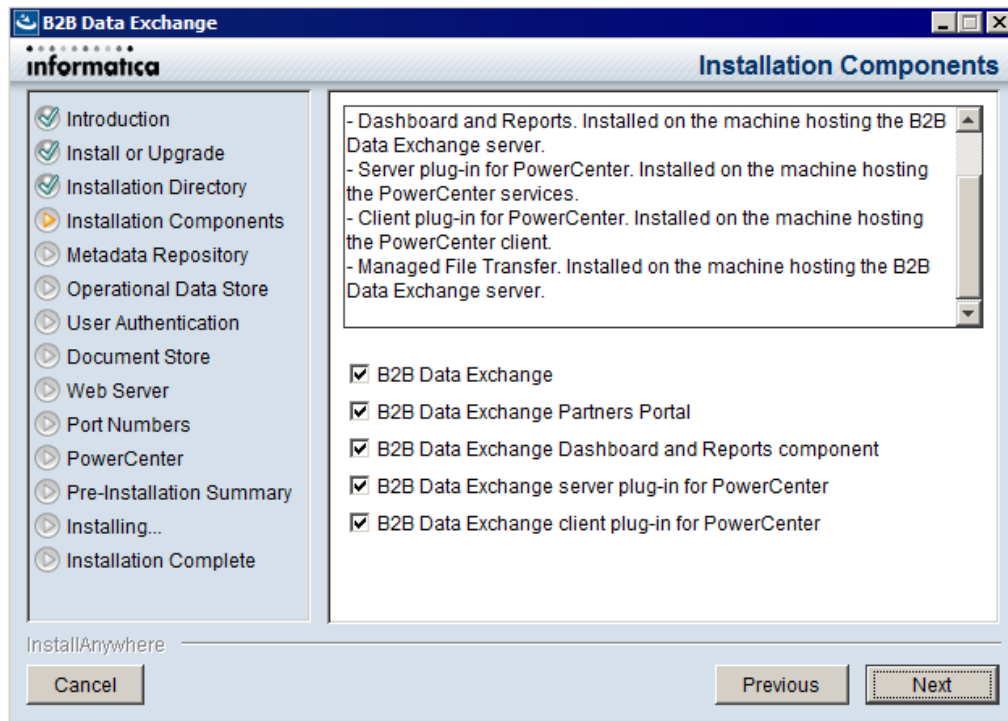 B2B Data Exchange
informatica
Installation Components
Introduction
Install or Upgrade
Installation Directory
Installation Components
Metadata Repository
Operational Data Store
User Authentication
Document Store
Web Server
Port Numbers
PowerCenter
Pre-Installation Summary
Installing...
Installation Complete
- Dashboard and Reports. Installed on the machine hosting the B2B
Data Exchange server.
- Server plug-in for PowerCenter. Installed on the machine hosting
the PowerCenter services.
- Client plug-in for PowerCenter. Installed on the machine hosting
the PowerCenter client.
- Managed File Transfer. Installed on the machine hosting the B2B
Data Exchange server.
B2B Data Exchange
B2B Data Exchange Partners Portal
B2B Data Exchange Dashboard and Reports component
B2B Data Exchange server plug-in for PowerCenter
B2B Data Exchange client plug-in for PowerCenter
InstallAnywhere
Cancel
Previous
Next